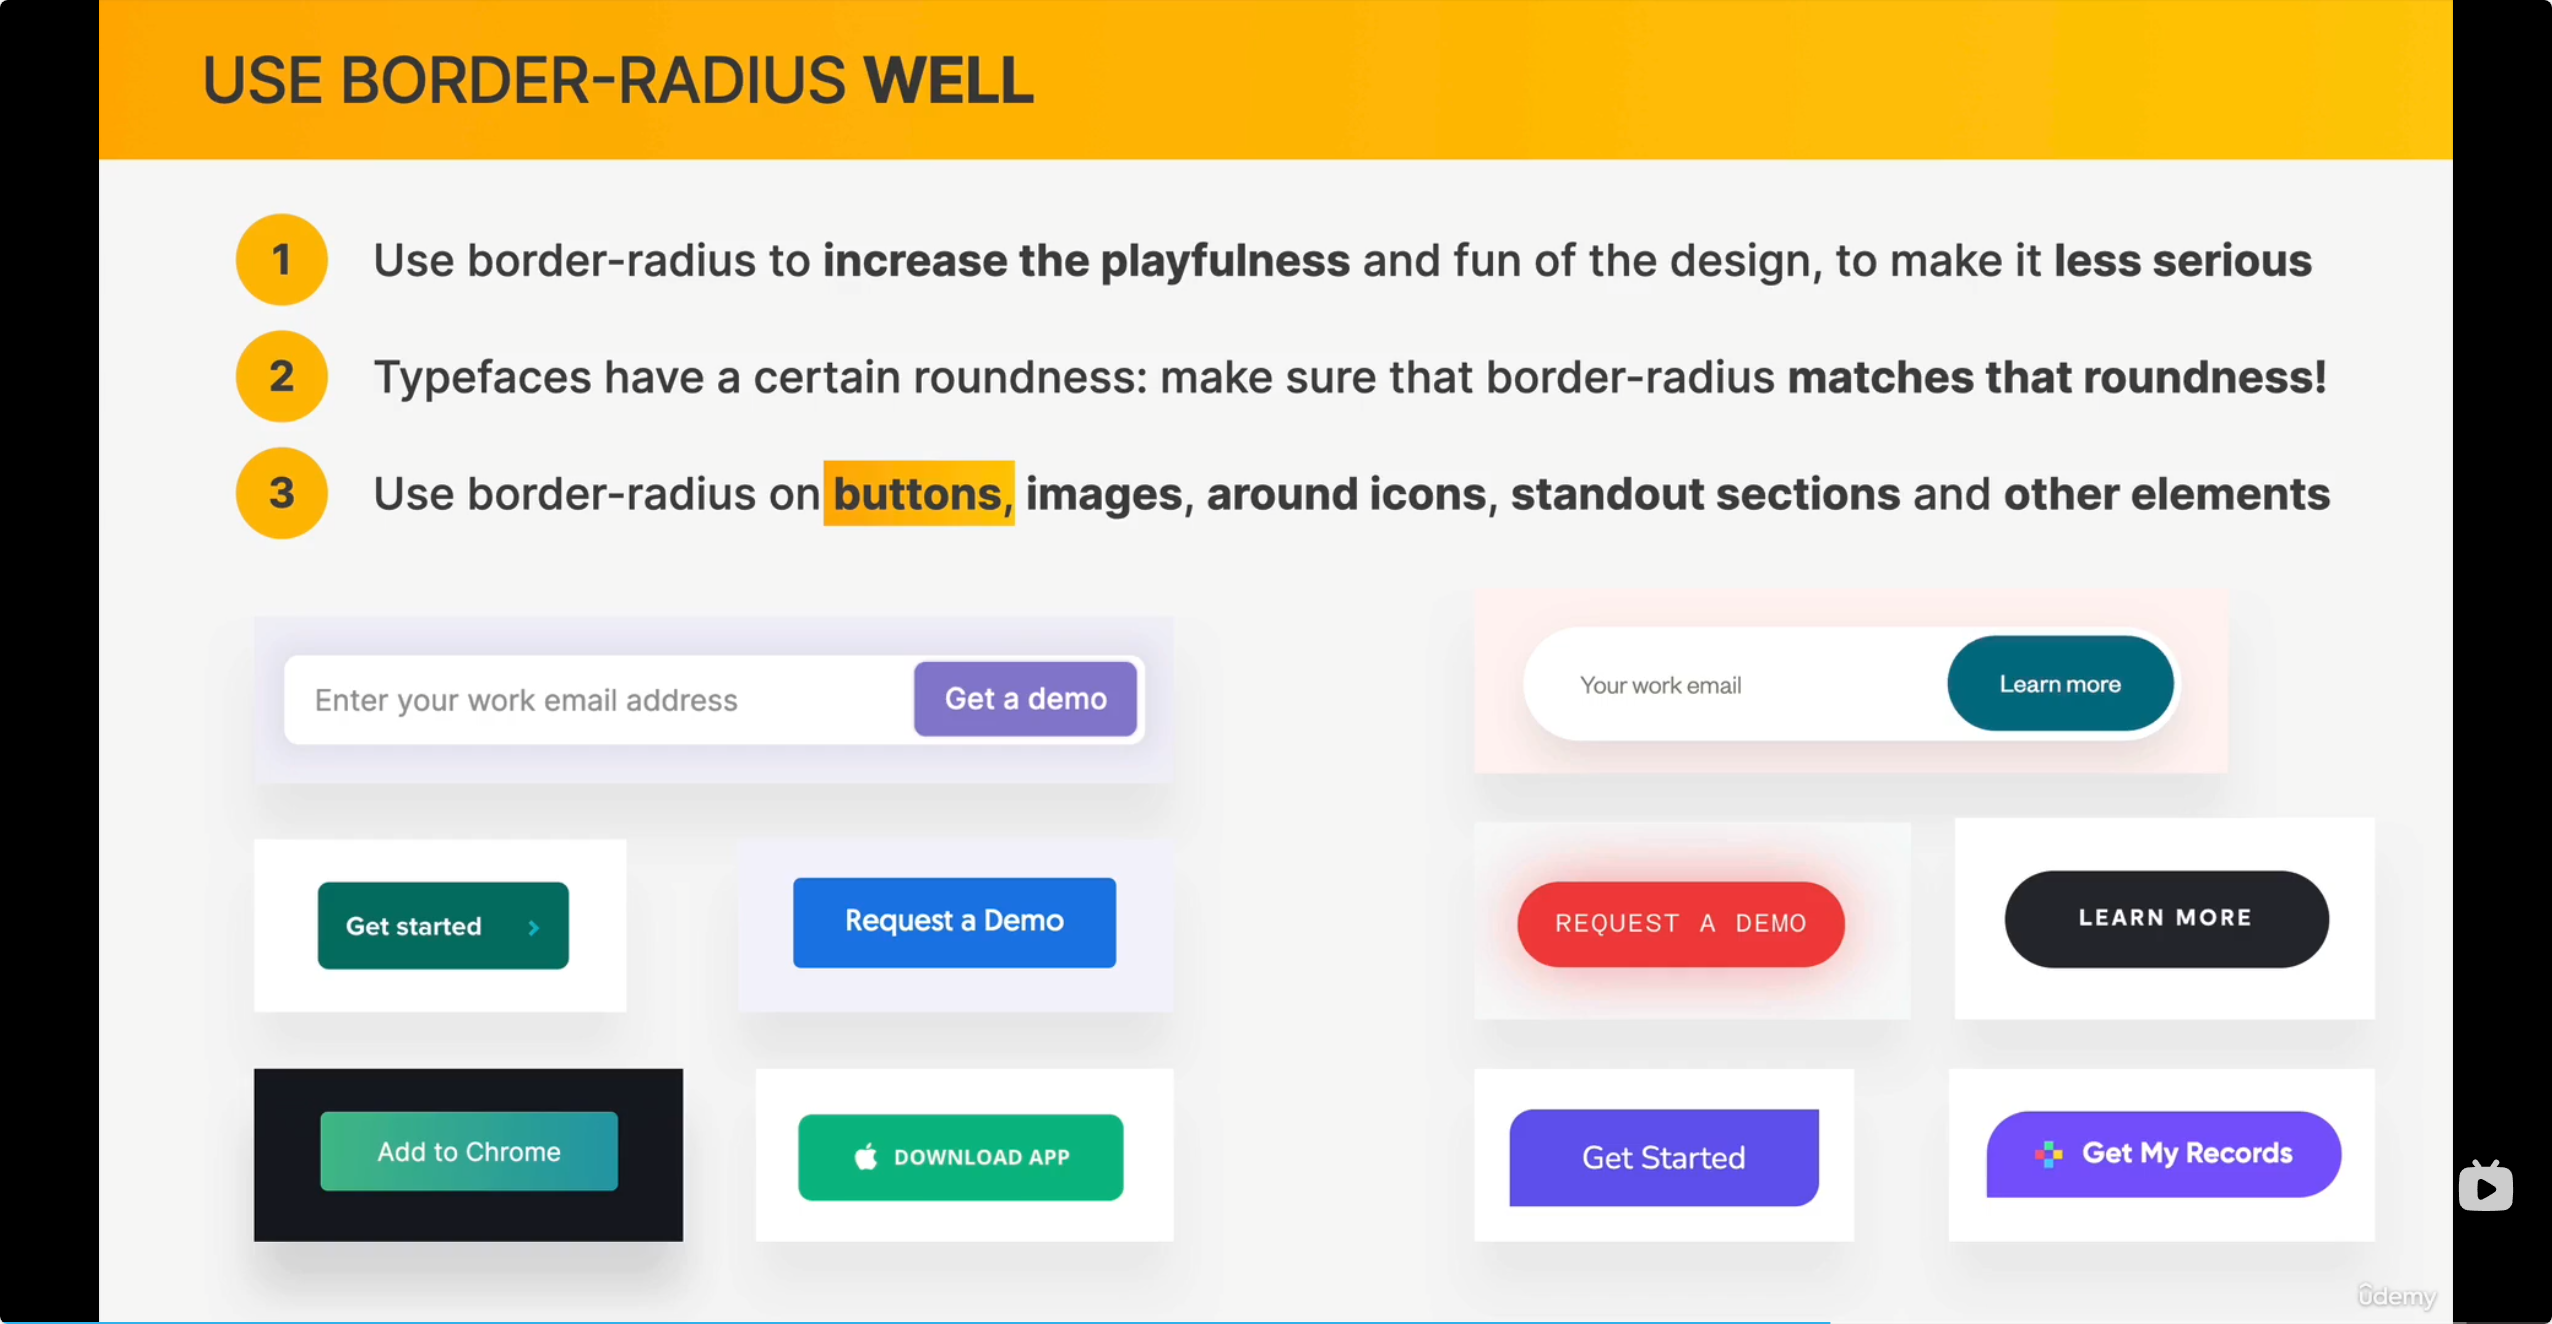 USE BORDER-RADIUS WELL
1 Use border-radius to increase the playfulness and fun of the design, to make it less serious
2 Typefaces have a certain roundness: make sure that border-radius matches that roundness!
3 Use border-radius on buttons, images, around icons, standout sections and other elements
Enter your work email address Get a demo
Your work email Learn more
Get started Request a Demo
REQUEST A DEMO LEARN MORE
Add to Chrome DOWNLOAD APP
Get Started Get My Records
ûdemy